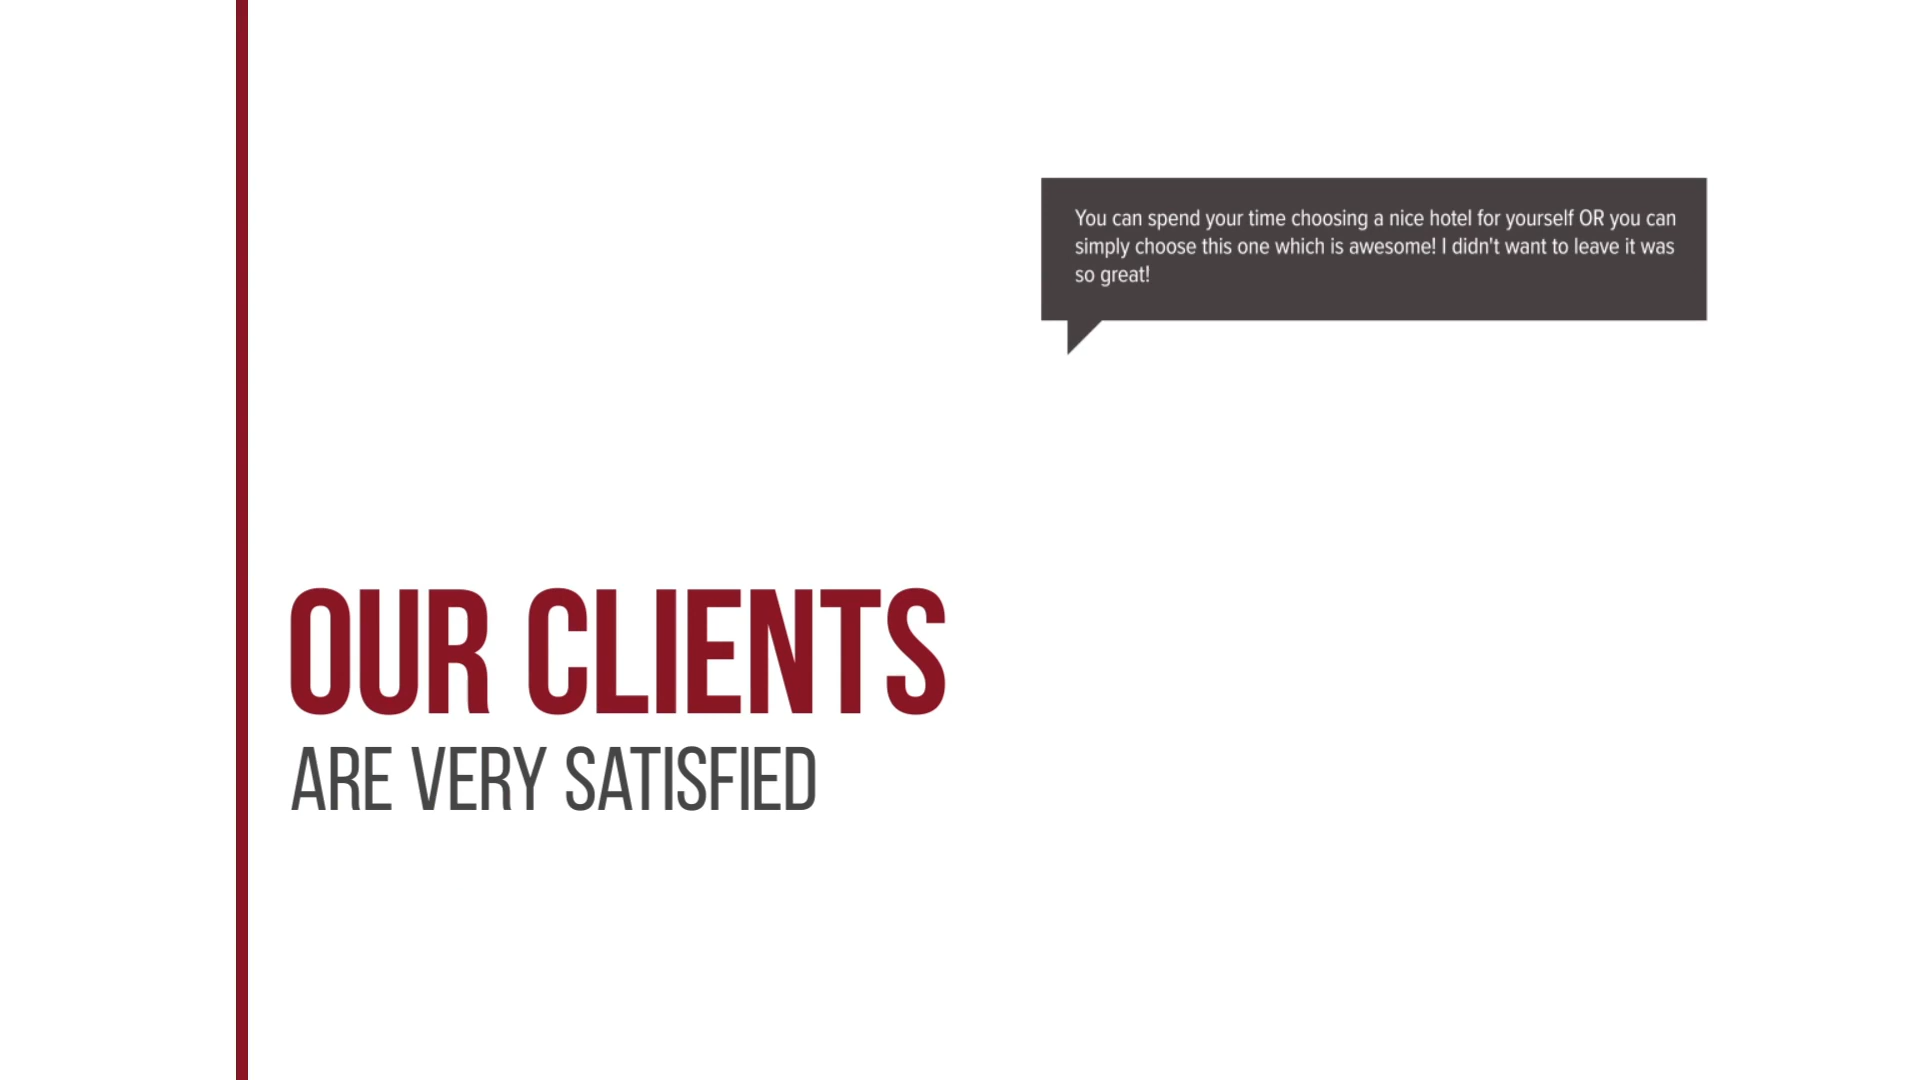 You can spend your time choosing a nice hotel for yourself OR you can
simply choose this one which is awesome! I didn't want to leave it was
so great!
OUR CLIENTS
ARE VERY SATISFIED